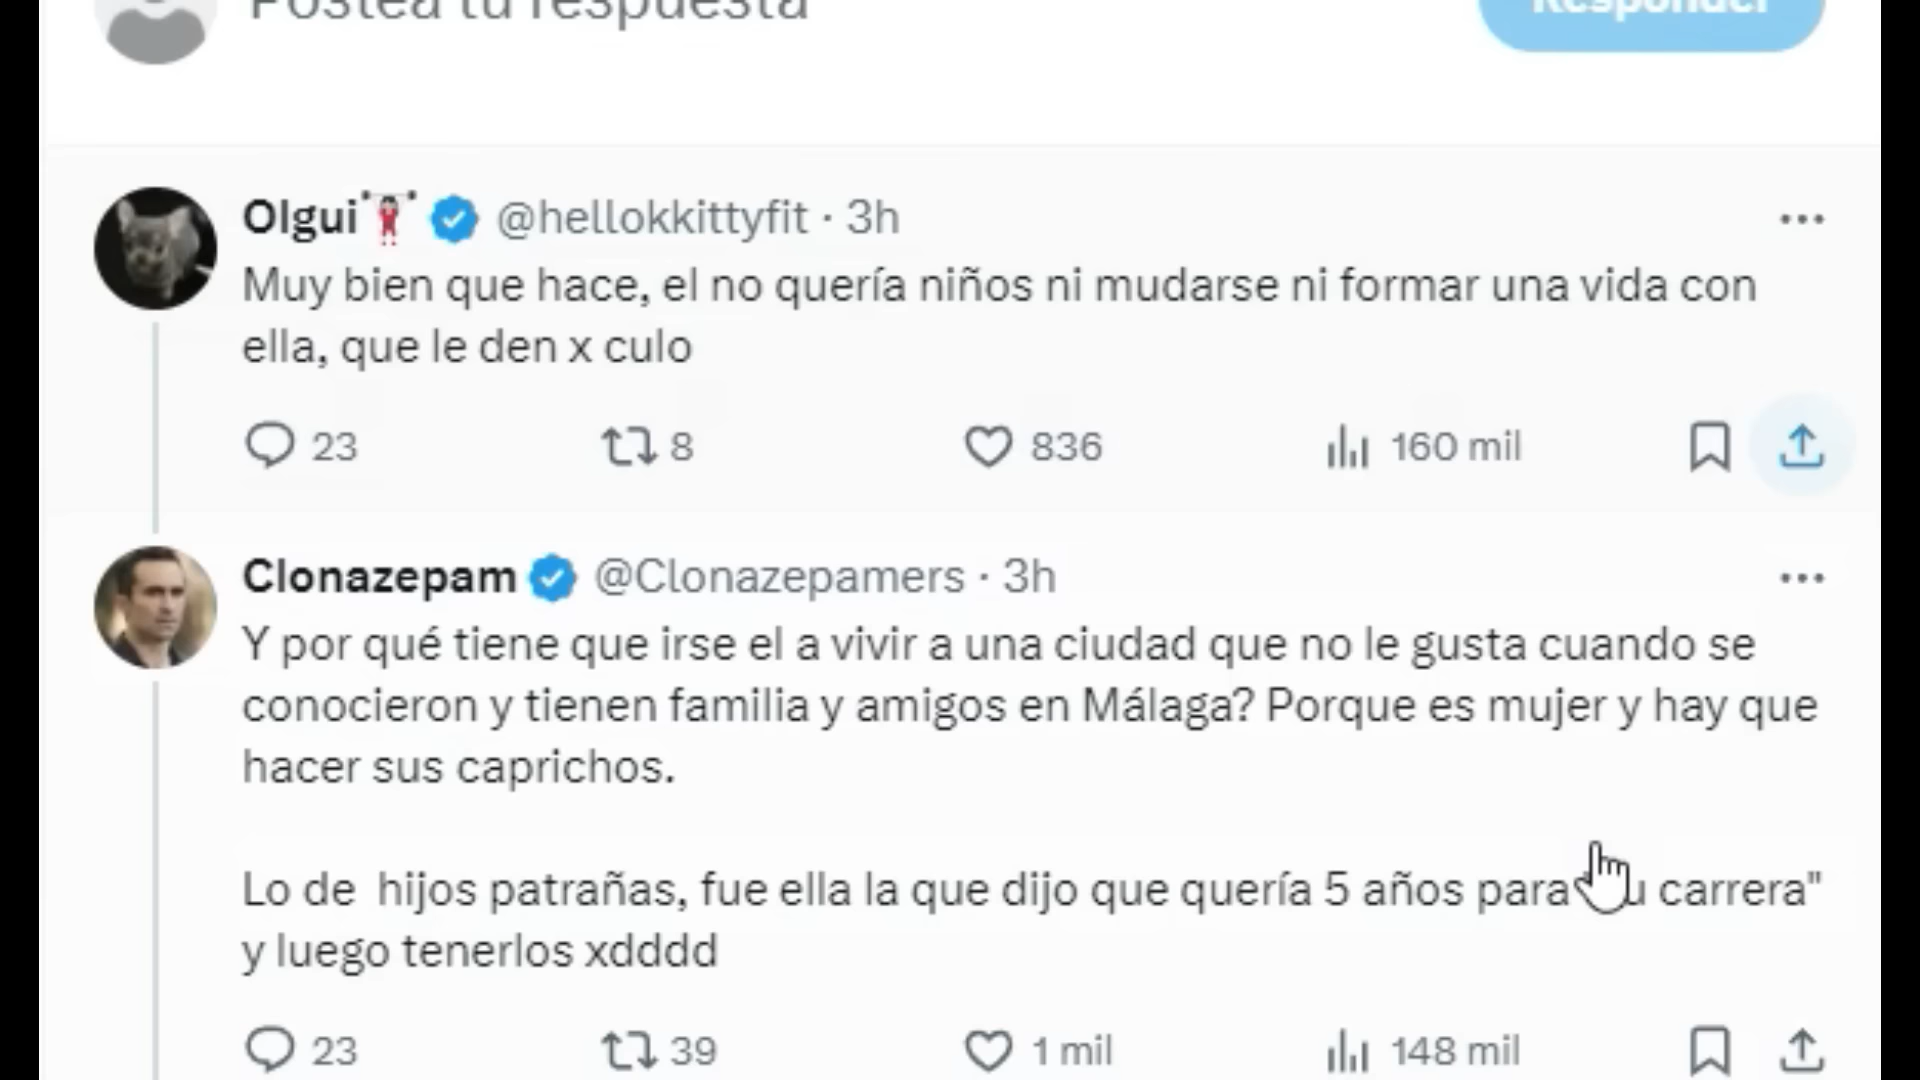 Postea tu respuesta
Responder
Olgui @hellokkittyfit · 3h
Muy bien que hace, el no quería niños ni mudarse ni formar una vida con
ella, que le den x culo
23 8 836 160 mil
Clonazepam @Clonazepamers · 3h
Y por qué tiene que irse el a vivir a una ciudad que no le gusta cuando se
conocieron y tienen familia y amigos en Málaga? Porque es mujer y hay que
hacer sus caprichos.
Lo de hijos patrañas, fue ella la que dijo que quería 5 años para carrera"
y luego tenerlos xdddd
23 39 1 mil 148 mil